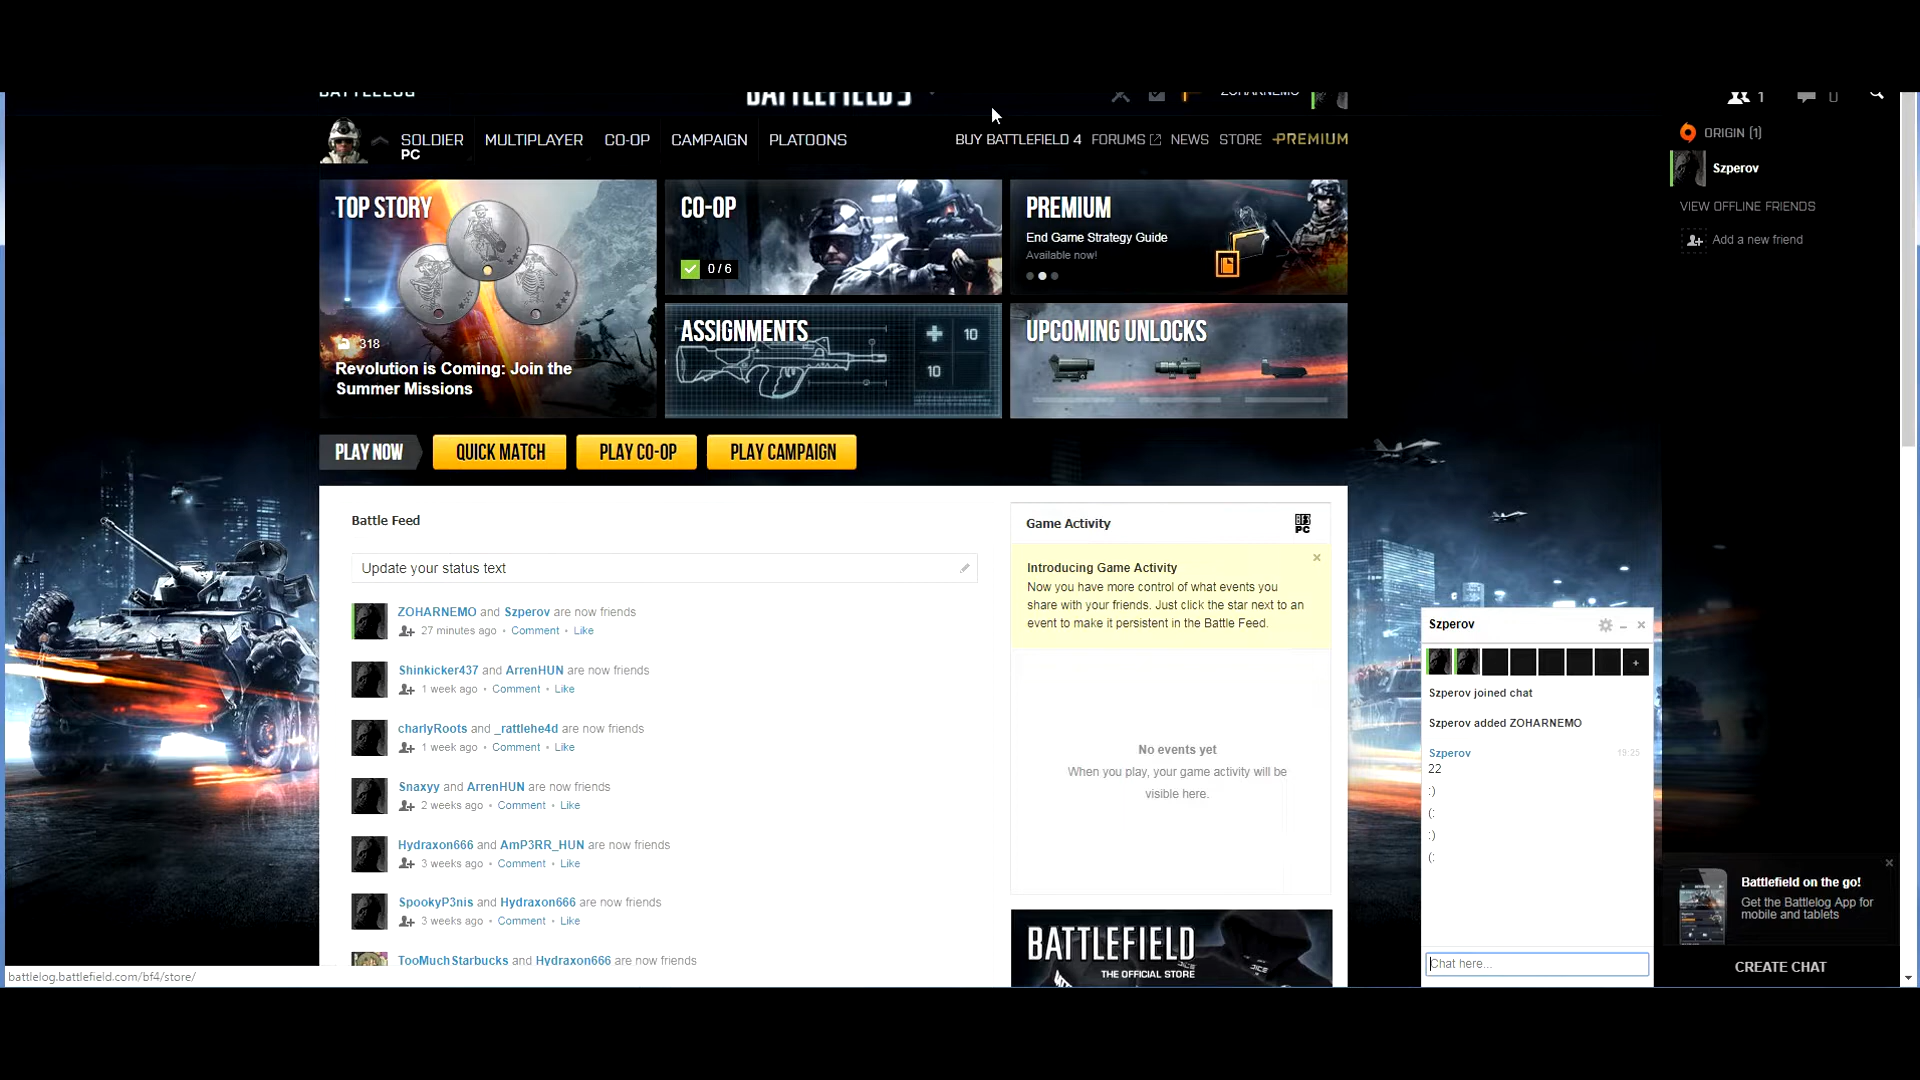 BATTLELOG
BATTLEFIELD 3
ZOHARNEMO
1
0
SOLDIER
PC
MULTIPLAYER
CO-OP
CAMPAIGN
PLATOONS
BUY BATTLEFIELD 4
FORUMS
NEWS
STORE
PREMIUM
ORIGIN (1)
Szperov
VIEW OFFLINE FRIENDS
Add a new friend
TOP STORY
318
Revolution is Coming: Join the
Summer Missions
CO-OP
0 / 6
PREMIUM
End Game Strategy Guide
Available now!
ASSIGNMENTS
10
10
UPCOMING UNLOCKS
PLAY NOW
QUICK MATCH
PLAY CO-OP
PLAY CAMPAIGN
Battle Feed
Update your status text
ZOHARNEMO and Szperov are now friends
27 minutes ago • Comment • Like
Shinkicker437 and ArrenHUN are now friends
1 week ago • Comment • Like
charlyRoots and _rattlehe4d are now friends
1 week ago • Comment • Like
Snaxyy and ArrenHUN are now friends
2 weeks ago • Comment • Like
Hydraxon666 and AmP3RR_HUN are now friends
3 weeks ago • Comment • Like
SpookyP3nis and Hydraxon666 are now friends
3 weeks ago • Comment • Like
TooMuchStarbucks and Hydraxon666 are now friends
Game Activity
BF3
PC
Introducing Game Activity
Now you have more control of what events you
share with your friends. Just click the star next to an
event to make it persistent in the Battle Feed.
No events yet
When you play, your game activity will be
visible here.
BATTLEFIELD
THE OFFICIAL STORE
Szperov
Szperov joined chat
Szperov added ZOHARNEMO
Szperov 19:25
22
:)
(:
:)
(:
Chat here...
Battlefield on the go!
Get the Battlelog App for
mobile and tablets
CREATE CHAT
battlelog.battlefield.com/bf4/store/